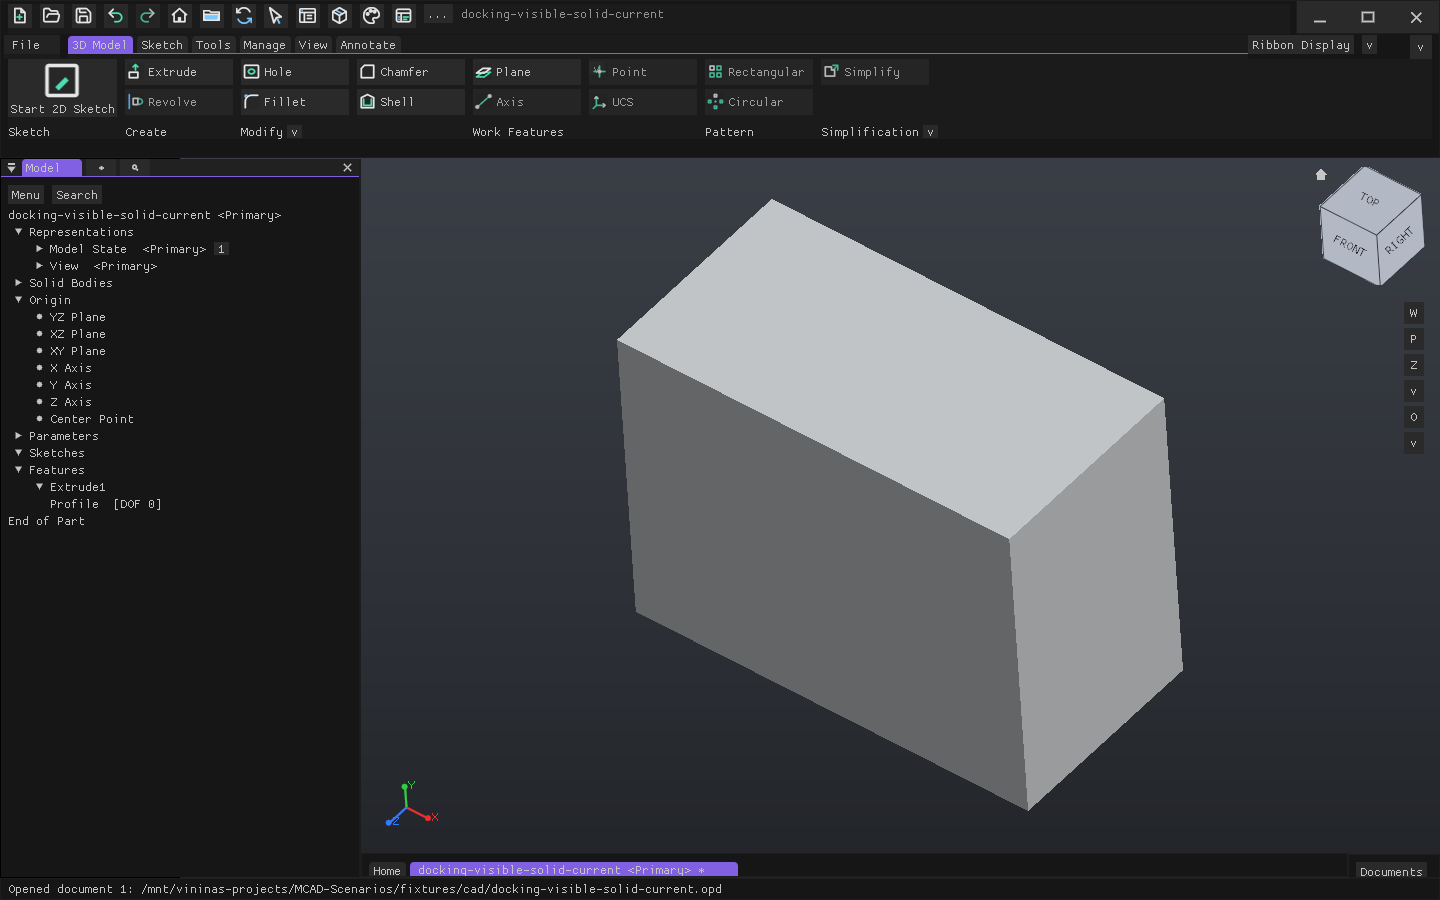 ... docking-visible-solid-current
File 3D Model Sketch Tools Manage View Annotate Ribbon Display v v
Extrude Hole Chamfer Plane Point Rectangular Simplify
Start 2D Sketch Revolve Fillet Shell Axis UCS Circular
Sketch Create Modify v Work Features Pattern Simplification v
Model
Menu Search
docking-visible-solid-current <Primary>
Representations
Model State <Primary> 1
View <Primary>
Solid Bodies
Origin
YZ Plane
XZ Plane
XY Plane
X Axis
Y Axis
Z Axis
Center Point
Parameters
Sketches
Features
Extrude1
Profile [DOF 0]
End of Part
TOP
FRONT
RIGHT
W
P
Z
v
O
v
Y
X
Z
Home docking-visible-solid-current <Primary> * Documents
Opened document 1: /mnt/vininas-projects/MCAD-Scenarios/fixtures/cad/docking-visible-solid-current.opd